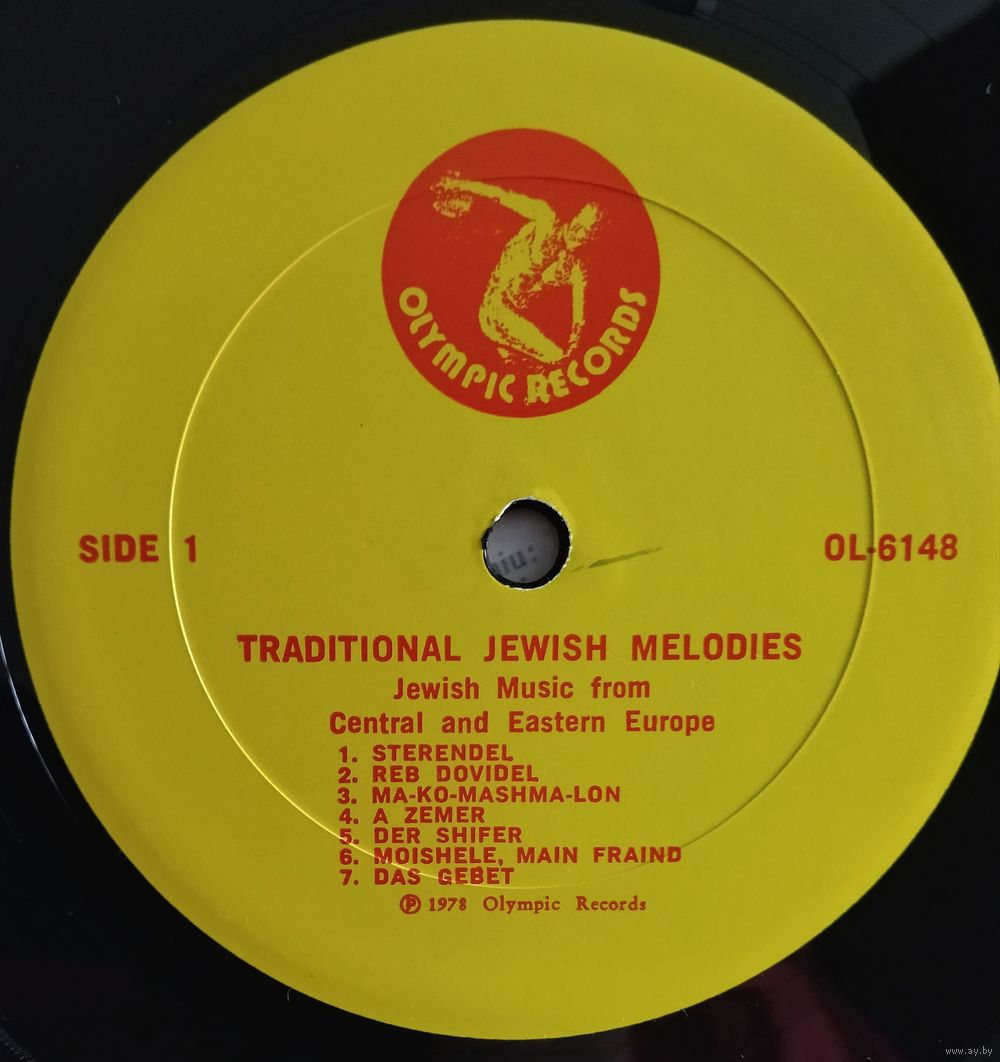 OLYMPIC RECORDS
SIDE 1
OL-6148
TRADITIONAL JEWISH MELODIES
Jewish Music from
Central and Eastern Europe
1. STERENDEL
2. REB DOVIDEL
3. MA-KO-MASHMA-LON
4. A ZEMER
5. DER SHIFER
6. MOISHELE, MAIN FRAIND
7. DAS GEBET
℗ 1978 Olympic Records
www.ay.by